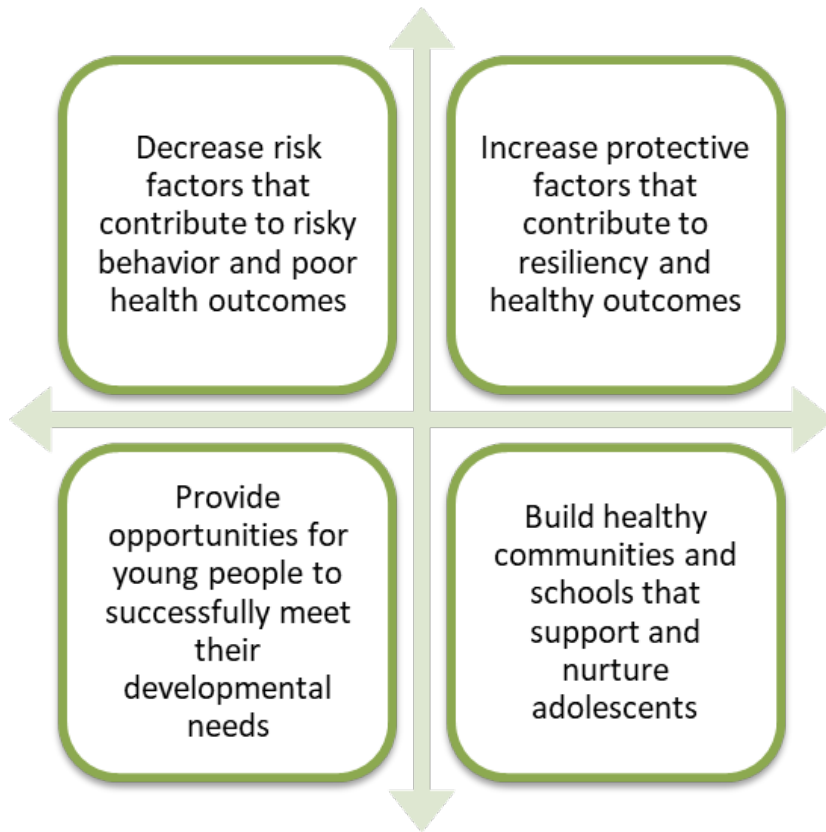 Decrease risk
factors that
contribute to risky
behavior and poor
health outcomes
Increase protective
factors that
contribute to
resiliency and
healthy outcomes
Provide
opportunities for
young people to
successfully meet
their
developmental
needs
Build healthy
communities and
schools that
support and
nurture
adolescents